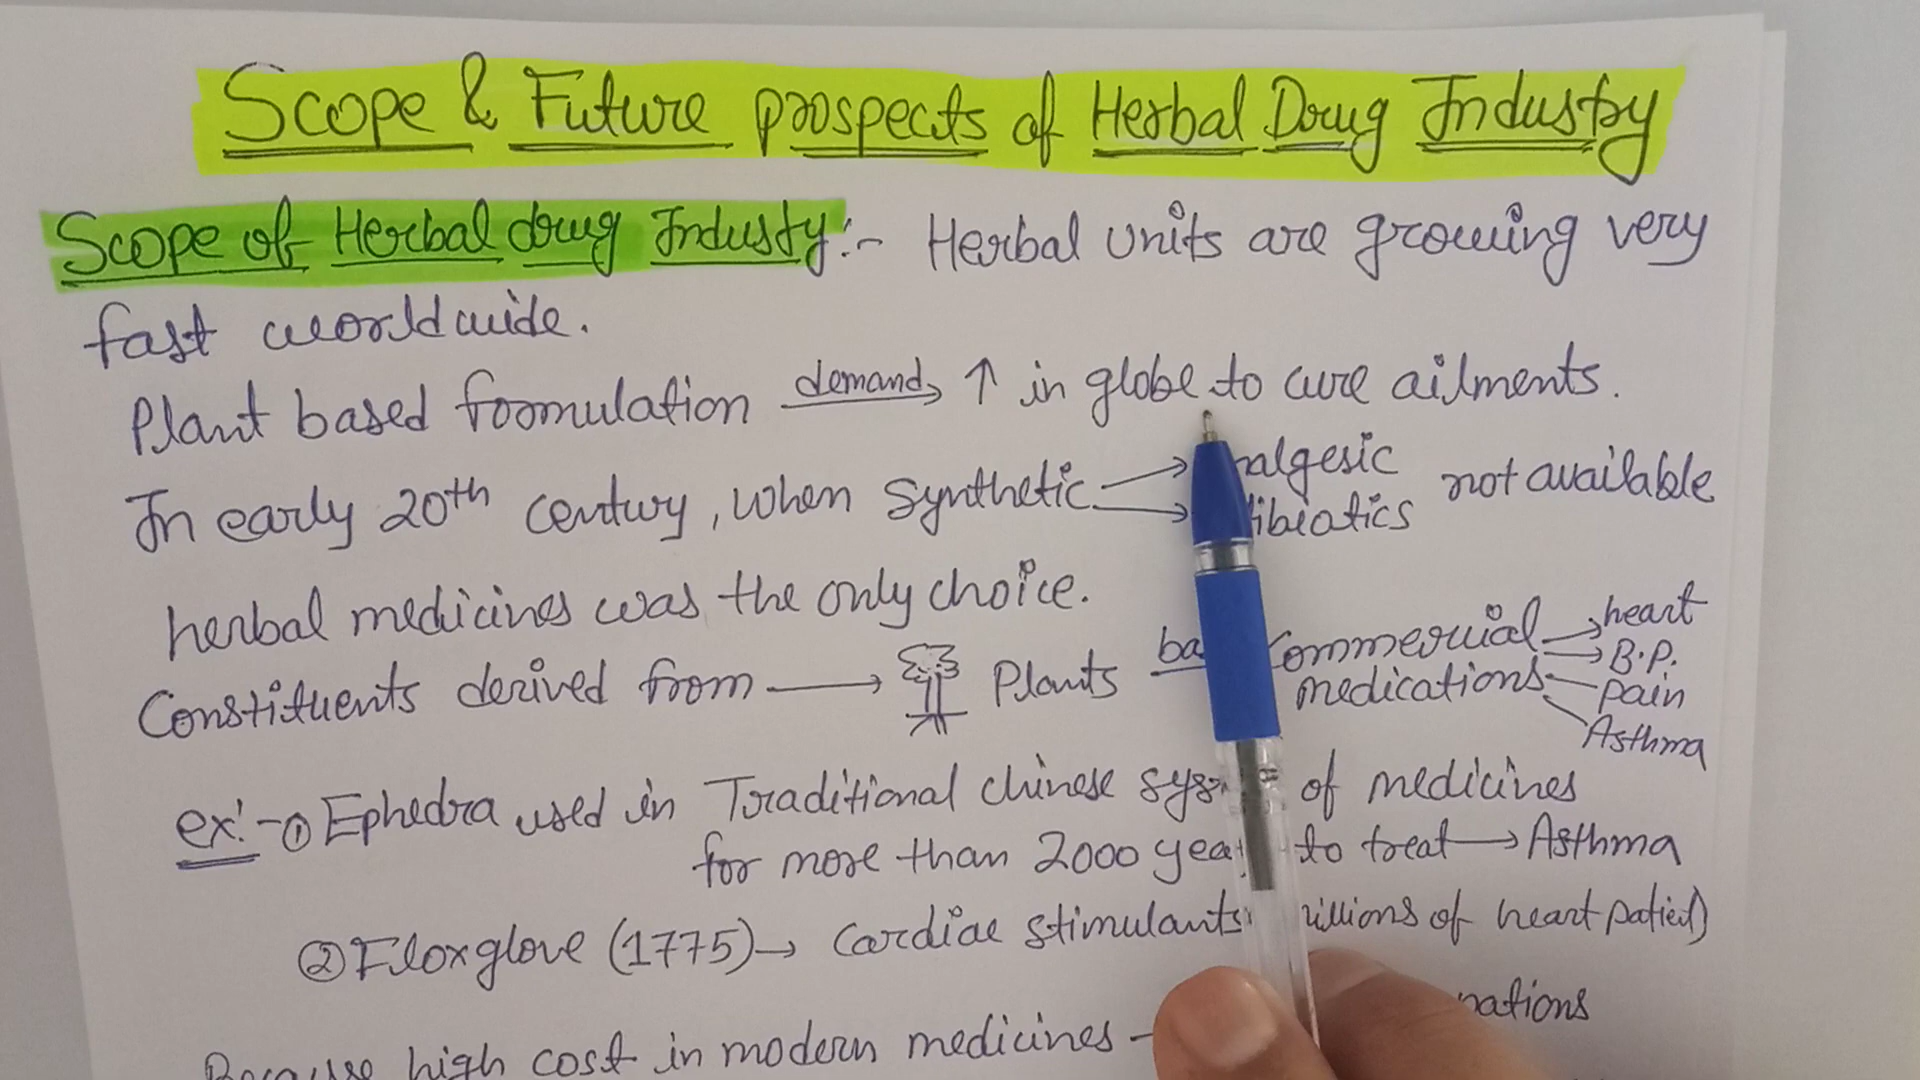 Scope & Future prospects of Herbal Drug Industry
Scope of Herbal drug Industy :- Herbal units are growing very
fast worldwide.
Plant based formulation demand → ↑ in globe to cure ailments.
In early 20th century, when synthetic → algesic
→ ibiotics not available
herbal medicines was the only choice.
Constituents derived from → Plants ba commercial medications → heart
→ B.P.
pain
Asthma
ex:- ① Ephedra used in Traditional chinese sys of medicines
for more than 2000 yea to treat → Asthma
② Floxglove (1775) → Cardiac stimulants illions of heart patient)
Because high cost in modern medicines - nations